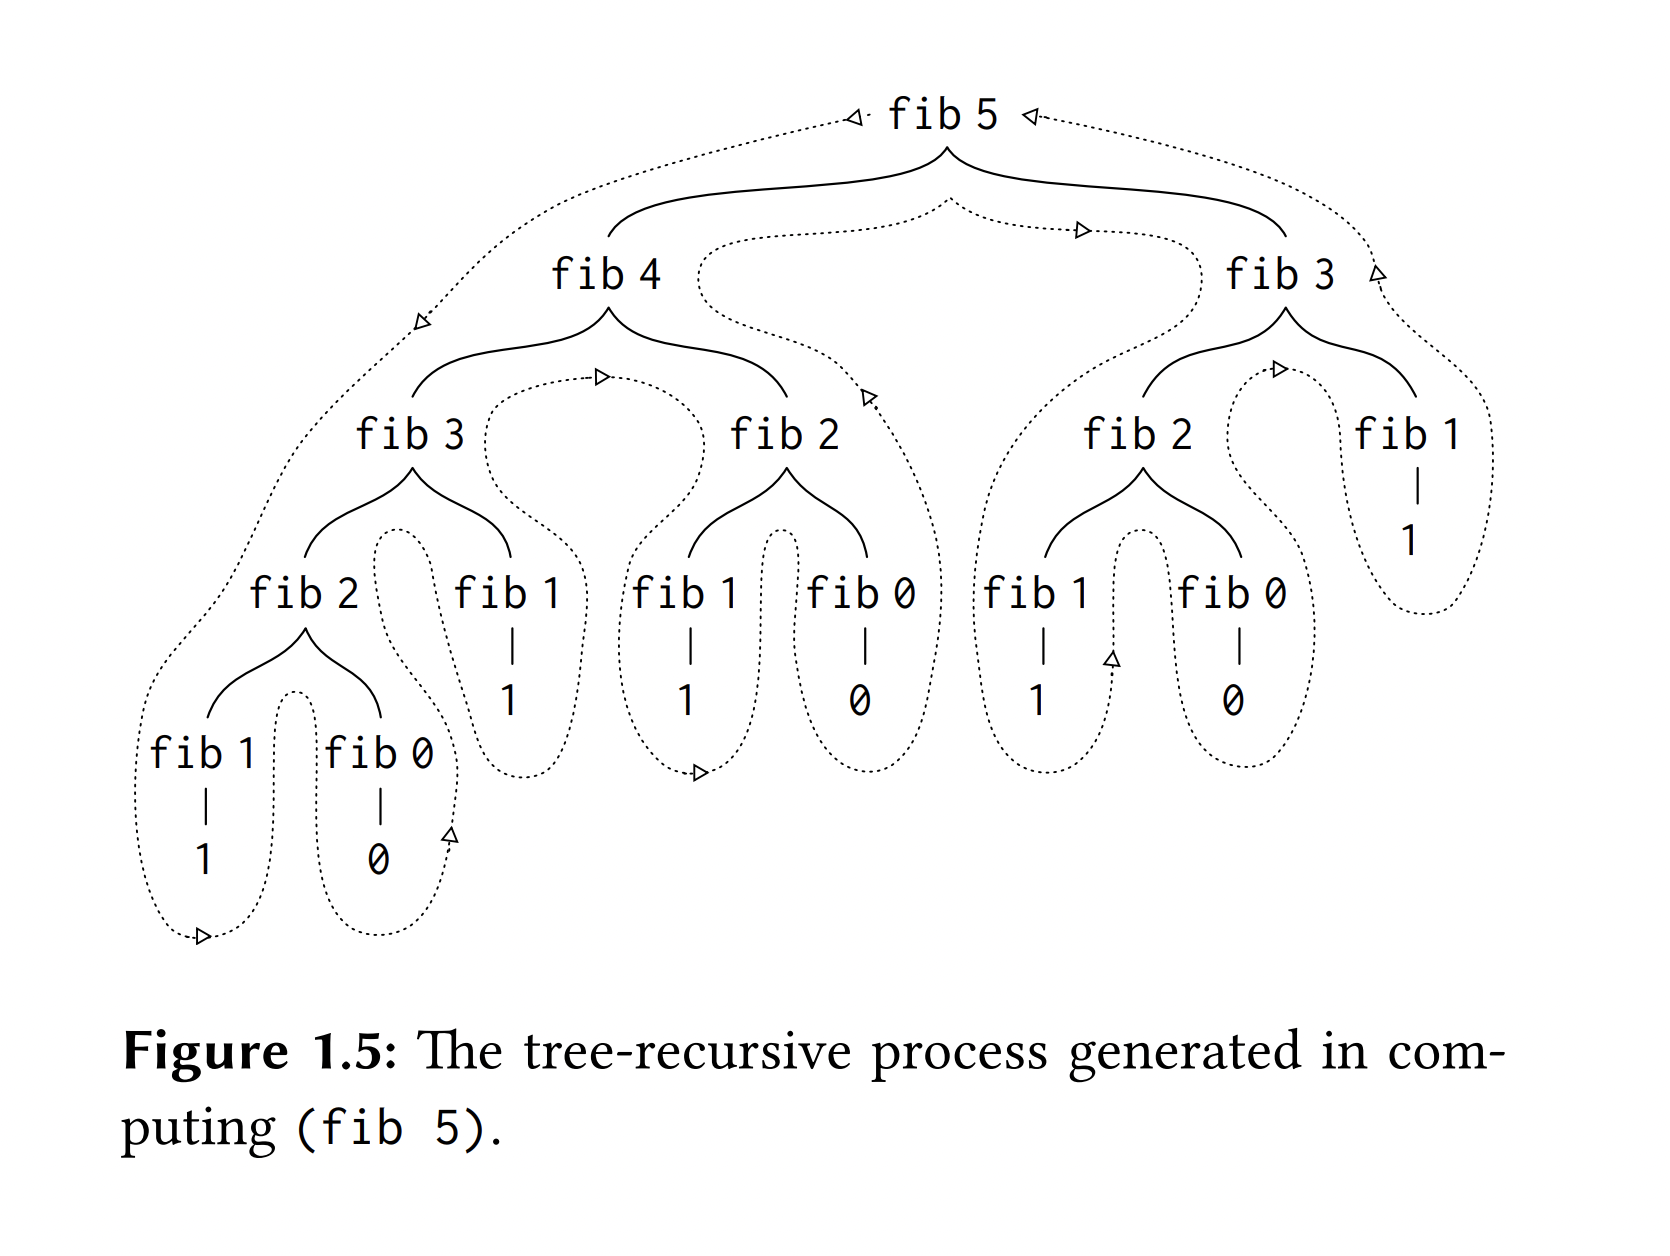 fib 5
fib 4 fib 3
fib 3 fib 2 fib 2 fib 1
1
fib 2 fib 1 fib 1 fib 0 fib 1 fib 0
1 1 0 1 0
fib 1 fib 0
1 0
Figure 1.5: The tree-recursive process generated in com-
puting (fib 5).